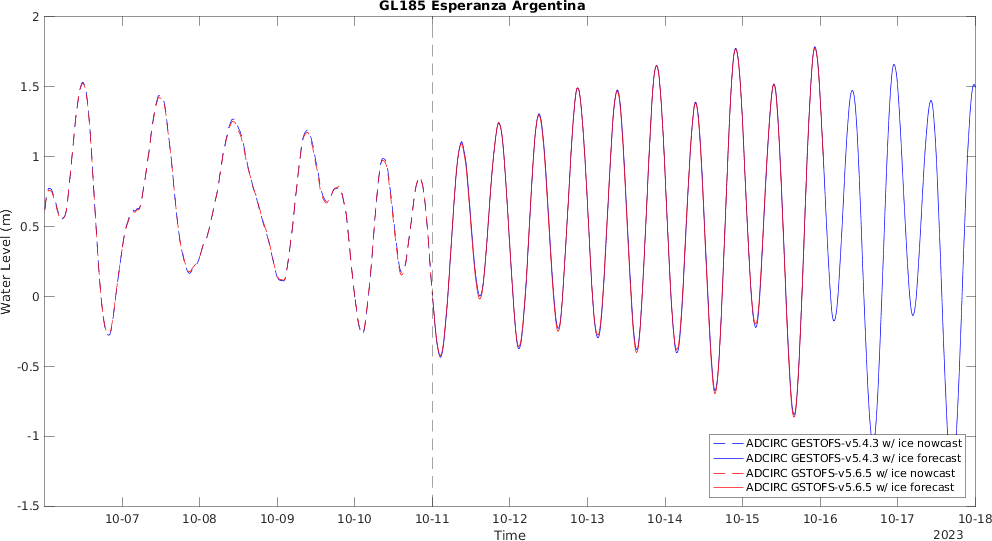 GL185 Esperanza Argentina
2
1.5
1
0.5
0
-0.5
-1
-1.5
Water Level (m)
ADCIRC GESTOFS-v5.4.3 w/ ice nowcast
ADCIRC GESTOFS-v5.4.3 w/ ice forecast
ADCIRC GSTOFS-v5.6.5 w/ ice nowcast
ADCIRC GSTOFS-v5.6.5 w/ ice forecast
10-07 10-08 10-09 10-10 10-11 10-12 10-13 10-14 10-15 10-16 10-17 10-18
Time
2023